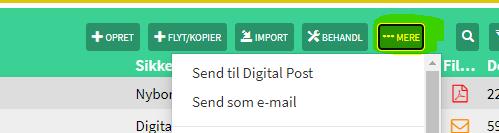 OPRET FLYT/KOPIER IMPORT BEHANDL MERE
Sikke Fil... D
Send til Digital Post
Nybor 22
Send som e-mail
Digita 59